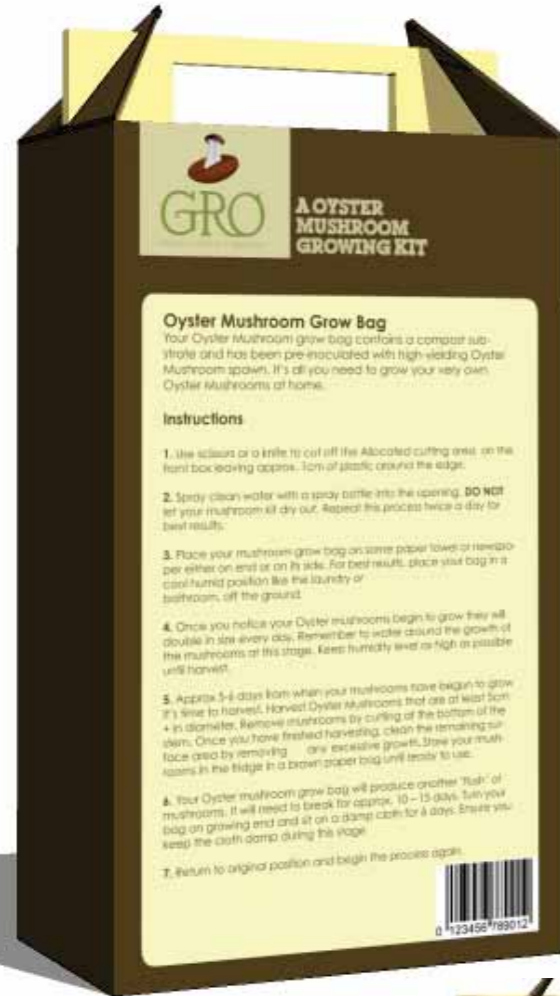 GRO
A OYSTER
MUSHROOM
GROWING KIT
Oyster Mushroom Grow Bag
Your Oyster Mushroom grow bag contains a compost sub-
strate and has been pre-inoculated with high-yielding Oyster
Mushroom spawn. It's all you need to grow your very own
Oyster Mushrooms at home.
Instructions
1. Use scissors or a knife to cut off the Allocated cutting area, on the
front box leaving approx. 1cm of plastic around the edge.
2. Spray clean water with a spray bottle into the opening. DO NOT
let your mushroom kit dry out. Repeat this process twice a day for
best results.
3. Place your mushroom grow bag on some paper towel or newspa-
per either on end or on its side. For best results, place your bag in a
cool humid position like the laundry or
bathroom, off the ground.
4. Once you notice your Oyster mushrooms begin to grow they will
double in size every day. Remember to water around the growth of
the mushrooms at this stage. Keep humidity level as high as possible
until harvest.
5. Approx 5-6 days from when your mushrooms have begun to grow
it's time to harvest. Harvest Oyster Mushrooms that are at least 5cm
+ in diameter. Remove mushrooms by cutting at the bottom of the
stem. Once you have finished harvesting, clean the remaining sur-
face area by removing any excessive growth. Store your mush-
rooms in the fridge in a brown paper bag until ready to use.
6. Your Oyster mushroom grow bag will produce another "flush" of
mushrooms. It will need to break for approx. 10 – 15 days. Turn your
bag on growing end and sit on a damp cloth for 6 days. Ensure you
keep the cloth damp during this stage.
7. Return to original position and begin the process again.
0 123456 789012